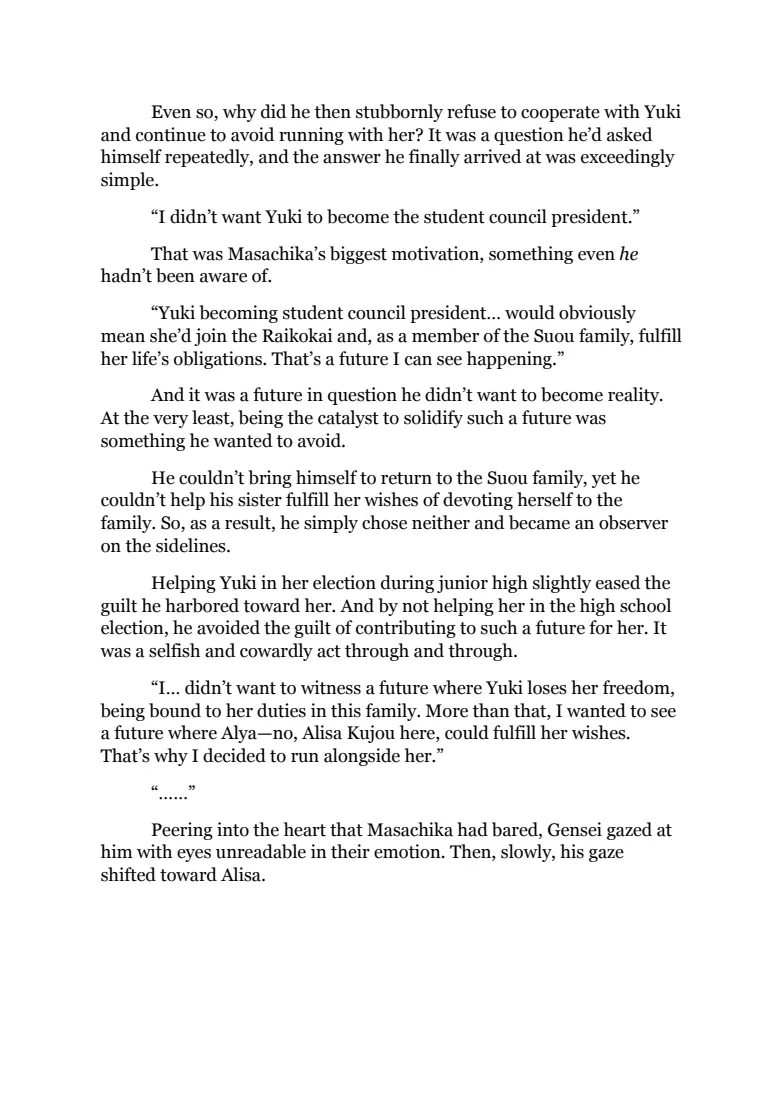 Even so, why did he then stubbornly refuse to cooperate with Yuki
and continue to avoid running with her? It was a question he’d asked
himself repeatedly, and the answer he finally arrived at was exceedingly
simple.
“I didn’t want Yuki to become the student council president.”
That was Masachika’s biggest motivation, something even he
hadn’t been aware of.
“Yuki becoming student council president… would obviously
mean she’d join the Raikokai and, as a member of the Suou family, fulfill
her life’s obligations. That’s a future I can see happening.”
And it was a future in question he didn’t want to become reality.
At the very least, being the catalyst to solidify such a future was
something he wanted to avoid.
He couldn’t bring himself to return to the Suou family, yet he
couldn’t help his sister fulfill her wishes of devoting herself to the
family. So, as a result, he simply chose neither and became an observer
on the sidelines.
Helping Yuki in her election during junior high slightly eased the
guilt he harbored toward her. And by not helping her in the high school
election, he avoided the guilt of contributing to such a future for her. It
was a selfish and cowardly act through and through.
“I… didn’t want to witness a future where Yuki loses her freedom,
being bound to her duties in this family. More than that, I wanted to see
a future where Alya—no, Alisa Kujou here, could fulfill her wishes.
That’s why I decided to run alongside her.”
“……”
Peering into the heart that Masachika had bared, Gensei gazed at
him with eyes unreadable in their emotion. Then, slowly, his gaze
shifted toward Alisa.